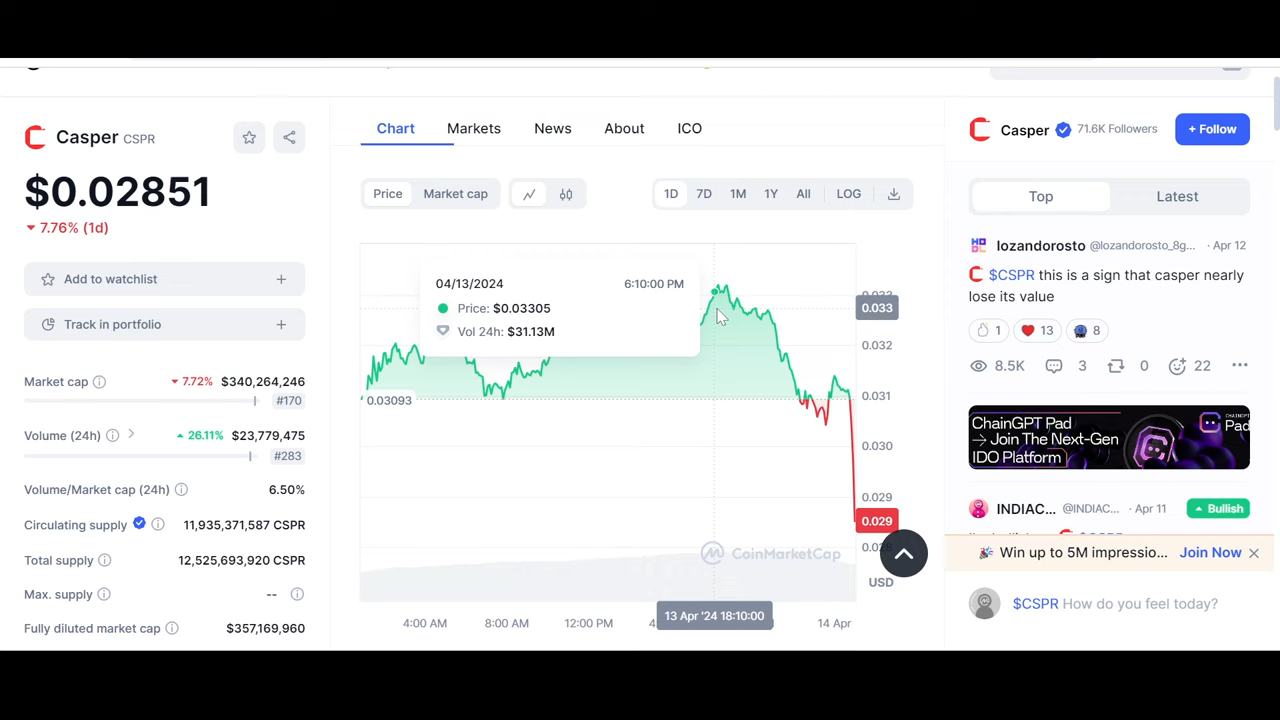 Casper CSPR
$0.02851
7.76% (1d)
Add to watchlist
Track in portfolio
Market cap 7.72% $340,264,246
#170
Volume (24h) 26.11% $23,779,475
#283
Volume/Market cap (24h) 6.50%
Circulating supply 11,935,371,587 CSPR
Total supply 12,525,693,920 CSPR
Max. supply --
Fully diluted market cap $357,169,960
Chart Markets News About ICO
Price Market cap 1D 7D 1M 1Y All LOG
04/13/2024 6:10:00 PM
Price: $0.03305
Vol 24h: $31.13M
0.033
0.032
0.03093
0.031
0.030
0.029
0.029
CoinMarketCap
USD
13 Apr '24 18:10:00
4:00 AM 8:00 AM 12:00 PM 14 Apr
Casper 71.6K Followers + Follow
Top Latest
lozandorosto @lozandorosto_8g... · Apr 12
$CSPR this is a sign that casper nearly
lose its value
1 13 8
8.5K 3 0 22 ...
ChainGPT Pad
→ Join The Next-Gen
IDO Platform
Pad
INDIAC... @INDIAC... · Apr 11 Bullish
Win up to 5M impressio... Join Now
$CSPR How do you feel today?